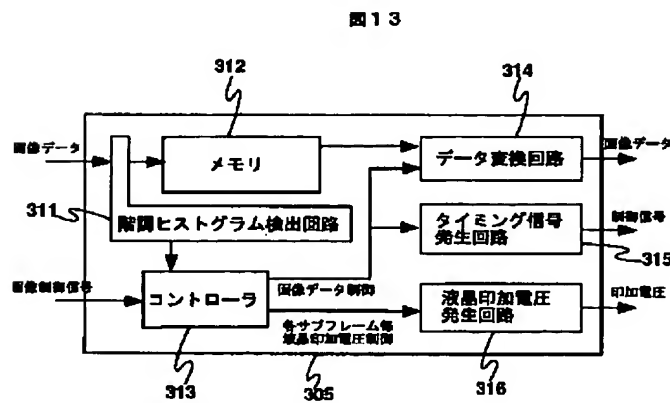 図13
312
314
画像データ
メモリ
データ変換回路
画像データ
311
階調ヒストグラム検出回路
タイミング信号
発生回路
制御信号
315
画像制御信号
コントローラ
画像データ制御
各サブフレーム毎
液晶印加電圧制御
液晶印加電圧
発生回路
印加電圧
313
305
316